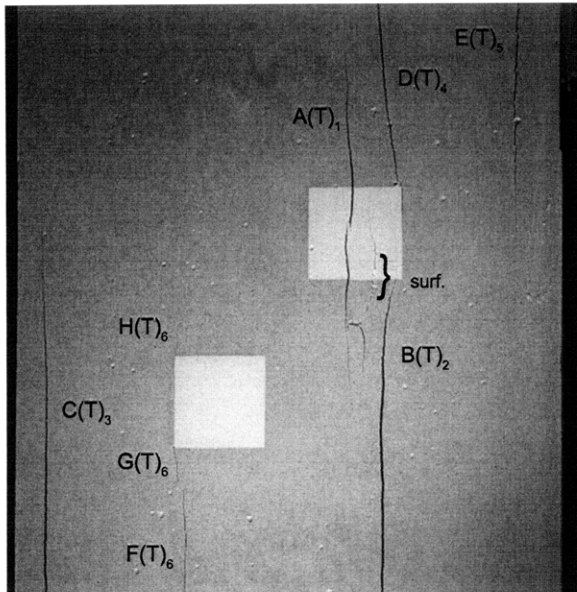 E(T)₅
D(T)₄
A(T)₁
} surf.
H(T)₆
B(T)₂
C(T)₃
G(T)₆
F(T)₆